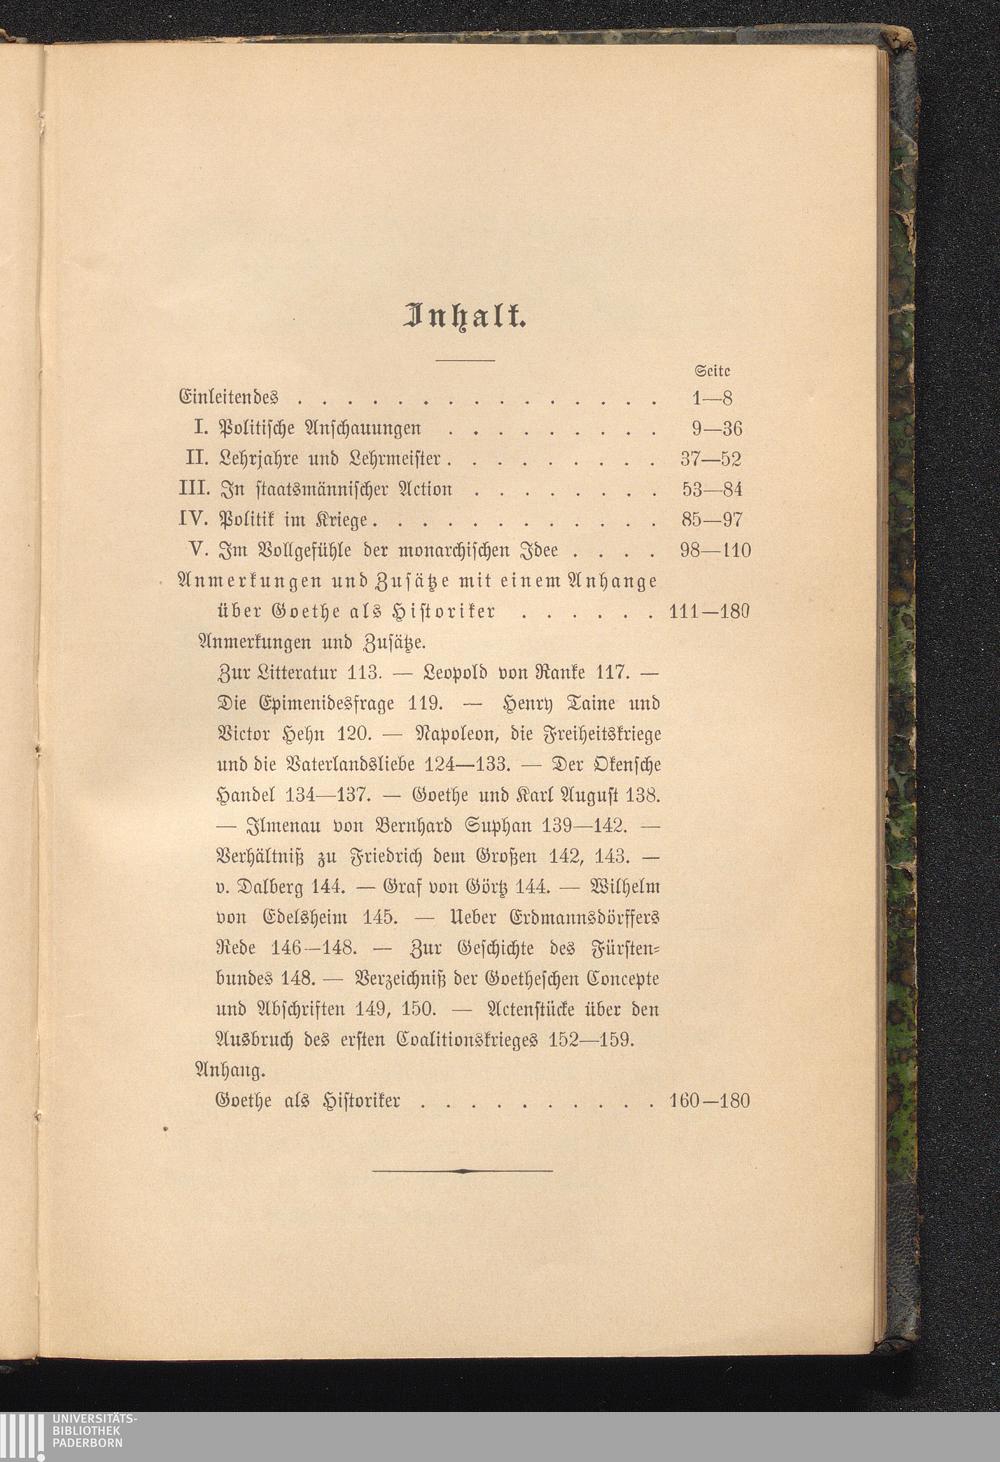 Inhalt.
Seite
Einleitendes . . . . . . . . . . . . . . . 1—8
I. Politische Anschauungen . . . . . . . . . 9—36
II. Lehrjahre und Lehrmeister . . . . . . . . . 37—52
III. In staatsmännischer Action . . . . . . . . 53—84
IV. Politik im Kriege . . . . . . . . . . . . 85—97
V. Im Vollgefühle der monarchischen Idee . . . . 98—110
Anmerkungen und Zusätze mit einem Anhange
über Goethe als Historiker . . . . . . 111—180
Anmerkungen und Zusätze.
Zur Litteratur 113. — Leopold von Ranke 117. —
Die Epimenidesfrage 119. — Henry Taine und
Victor Hehn 120. — Napoleon, die Freiheitskriege
und die Vaterlandsliebe 124—133. — Der Okensche
Handel 134—137. — Goethe und Karl August 138.
— Ilmenau von Bernhard Suphan 139—142. —
Verhältniß zu Friedrich dem Großen 142, 143. —
v. Dalberg 144. — Graf von Görtz 144. — Wilhelm
von Edelsheim 145. — Ueber Erdmannsdörffers
Rede 146—148. — Zur Geschichte des Fürsten-
bundes 148. — Verzeichniß der Goetheschen Concepte
und Abschriften 149, 150. — Actenstücke über den
Ausbruch des ersten Coalitionskrieges 152—159.
Anhang.
Goethe als Historiker . . . . . . . . . . 160—180
UNIVERSITÄTS-
BIBLIOTHEK
PADERBORN